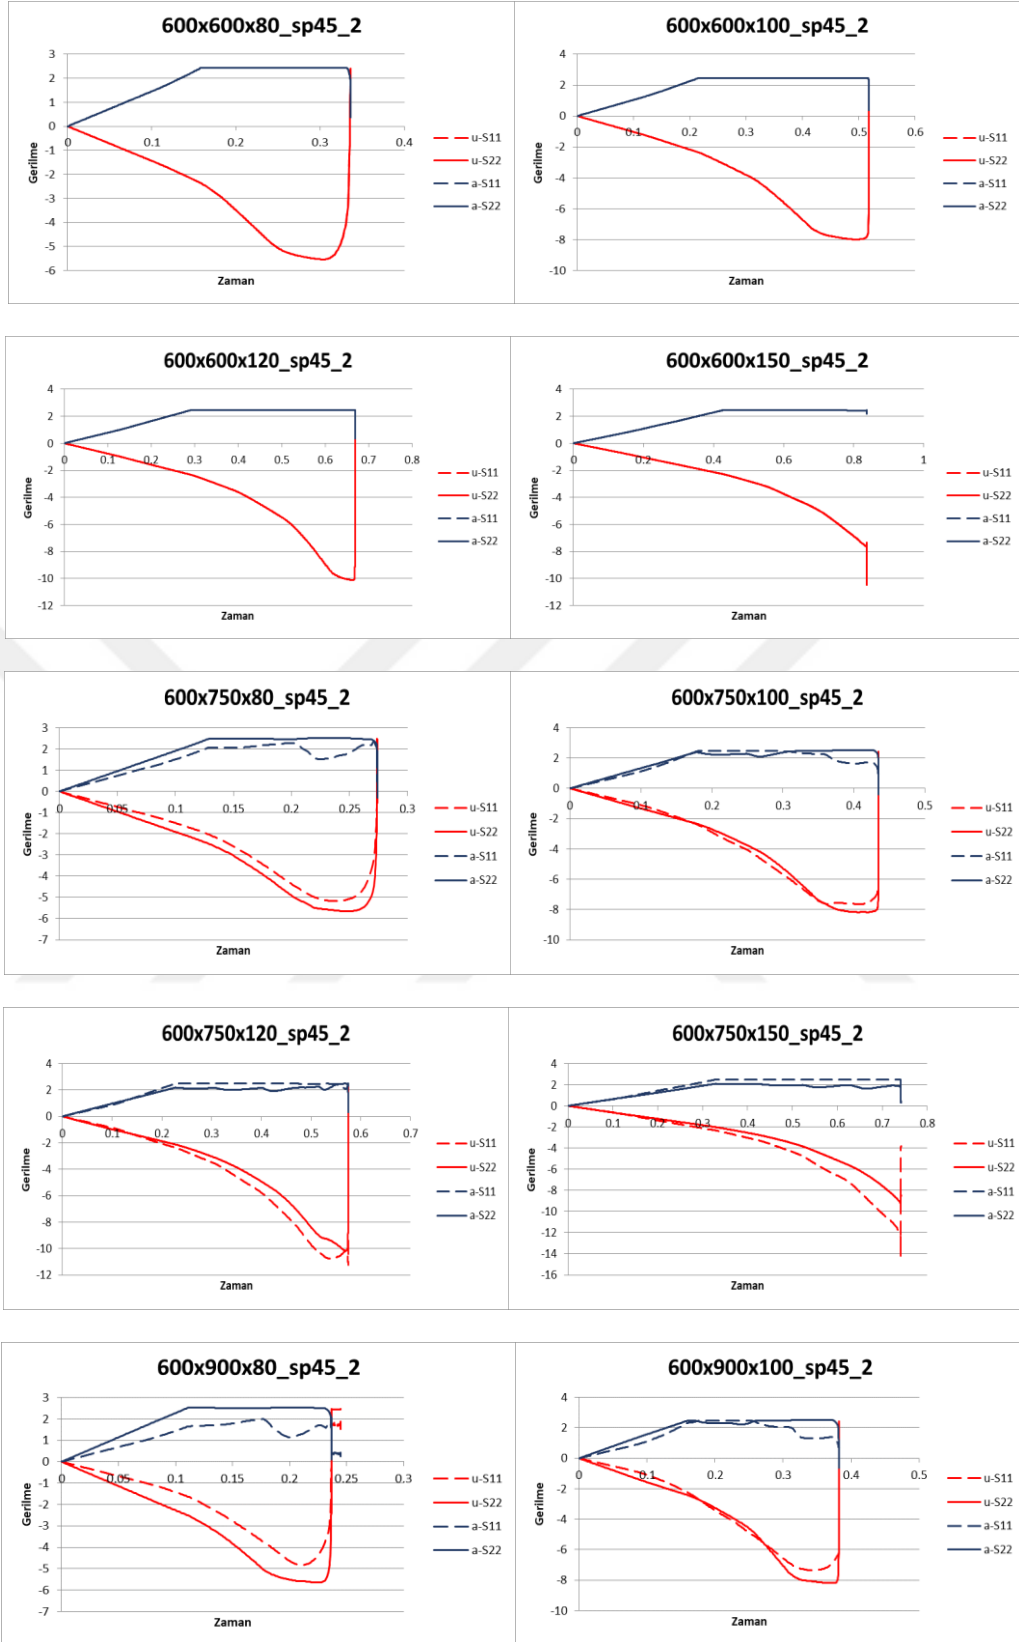 600x600x80_sp45_2
3
2
1
0
-1
-2
-3
-4
-5
-6
0 0.1 0.2 0.3 0.4
Gerilme
Zaman
u-S11
u-S22
a-S11
a-S22
600x600x100_sp45_2
4
2
0
-2
-4
-6
-8
-10
0 0.1 0.2 0.3 0.4 0.5 0.6
Gerilme
Zaman
u-S11
u-S22
a-S11
a-S22
600x600x120_sp45_2
4
2
0
-2
-4
-6
-8
-10
-12
0 0.1 0.2 0.3 0.4 0.5 0.6 0.7 0.8
Gerilme
Zaman
u-S11
u-S22
a-S11
a-S22
600x600x150_sp45_2
4
2
0
-2
-4
-6
-8
-10
-12
0 0.2 0.4 0.6 0.8 1
Gerilme
Zaman
u-S11
u-S22
a-S11
a-S22
600x750x80_sp45_2
3
2
1
0
-1
-2
-3
-4
-5
-6
-7
0 0.05 0.1 0.15 0.2 0.25 0.3
Gerilme
Zaman
u-S11
u-S22
a-S11
a-S22
600x750x100_sp45_2
4
2
0
-2
-4
-6
-8
-10
0 0.1 0.2 0.3 0.4 0.5
Gerilme
Zaman
u-S11
u-S22
a-S11
a-S22
600x750x120_sp45_2
4
2
0
-2
-4
-6
-8
-10
-12
0 0.1 0.2 0.3 0.4 0.5 0.6 0.7
Gerilme
Zaman
u-S11
u-S22
a-S11
a-S22
600x750x150_sp45_2
4
2
0
-2
-4
-6
-8
-10
-12
-14
-16
0 0.1 0.2 0.3 0.4 0.5 0.6 0.7 0.8
Gerilme
Zaman
u-S11
u-S22
a-S11
a-S22
600x900x80_sp45_2
3
2
1
0
-1
-2
-3
-4
-5
-6
-7
0 0.05 0.1 0.15 0.2 0.25 0.3
Gerilme
Zaman
u-S11
u-S22
a-S11
a-S22
600x900x100_sp45_2
4
2
0
-2
-4
-6
-8
-10
0 0.1 0.2 0.3 0.4 0.5
Gerilme
Zaman
u-S11
u-S22
a-S11
a-S22